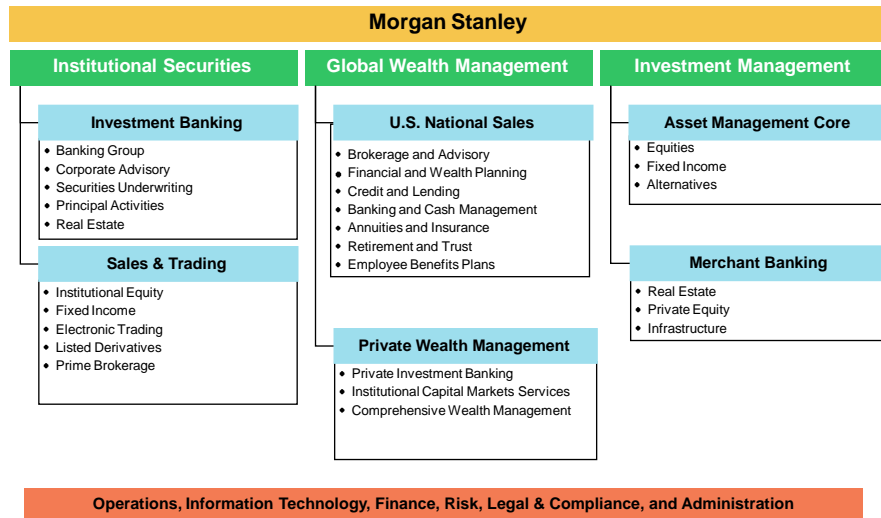 Morgan Stanley
Institutional Securities
Global Wealth Management
Investment Management
Investment Banking
• Banking Group
• Corporate Advisory
• Securities Underwriting
• Principal Activities
• Real Estate
Sales & Trading
• Institutional Equity
• Fixed Income
• Electronic Trading
• Listed Derivatives
• Prime Brokerage
U.S. National Sales
• Brokerage and Advisory
• Financial and Wealth Planning
• Credit and Lending
• Banking and Cash Management
• Annuities and Insurance
• Retirement and Trust
• Employee Benefits Plans
Private Wealth Management
• Private Investment Banking
• Institutional Capital Markets Services
• Comprehensive Wealth Management
Asset Management Core
• Equities
• Fixed Income
• Alternatives
Merchant Banking
• Real Estate
• Private Equity
• Infrastructure
Operations, Information Technology, Finance, Risk, Legal & Compliance, and Administration